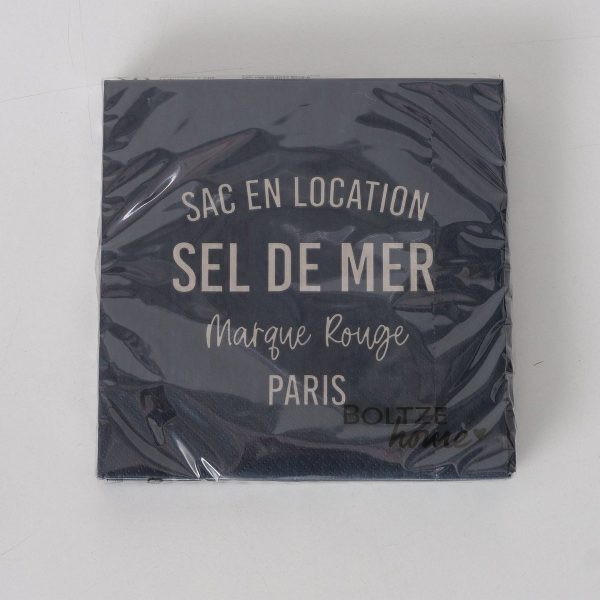 SAC EN LOCATION
SEL DE MER
Marque Rouge
PARIS
BOLTZE
home